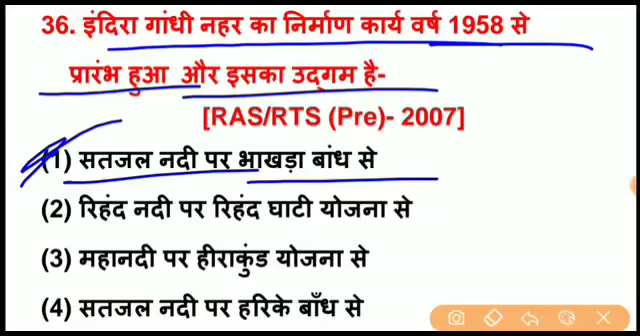 36. इंदिरा गांधी नहर का निर्माण कार्य वर्ष 1958 से
प्रारंभ हुआ और इसका उद्गम है-
[RAS/RTS (Pre)- 2007]
(1) सतजल नदी पर भाखड़ा बांध से
(2) रिहंद नदी पर रिहंद घाटी योजना से
(3) महानदी पर हीराकुंड योजना से
(4) सतजल नदी पर हरिके बाँध से